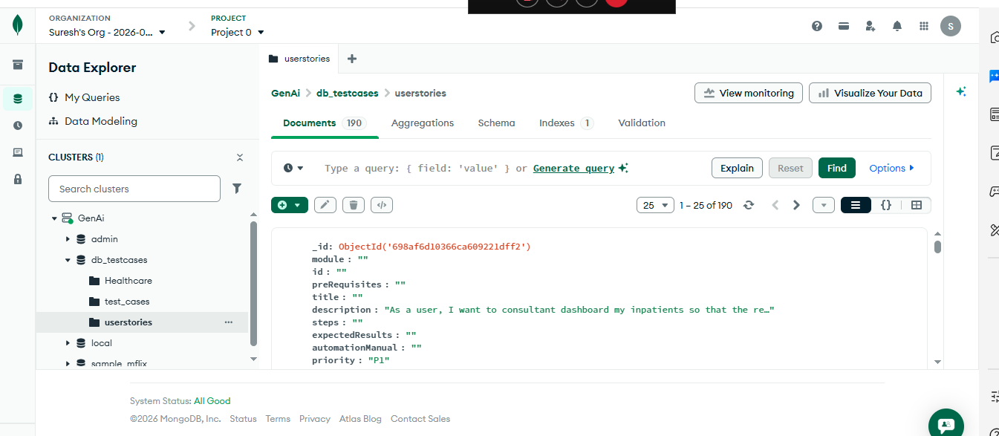 ORGANIZATION
Suresh's Org - 2026-0...
PROJECT
Project 0
S
Data Explorer
My Queries
Data Modeling
CLUSTERS (1)
Search clusters
GenAi
admin
db_testcases
Healthcare
test_cases
userstories
local
sample_mflix
userstories
GenAi > db_testcases > userstories
View monitoring
Visualize Your Data
Documents 190
Aggregations
Schema
Indexes 1
Validation
Type a query: { field: 'value' } or Generate query
Explain
Reset
Find
Options
25
1 – 25 of 190
_id: ObjectId('698af6d10366ca609221dff2')
module : ""
id : ""
preRequisites : ""
title : ""
description : "As a user, I want to consultant dashboard my inpatients so that the re…"
steps : ""
expectedResults : ""
automationManual : ""
priority : "P1"
System Status: All Good
©2026 MongoDB, Inc. Status Terms Privacy Atlas Blog Contact Sales